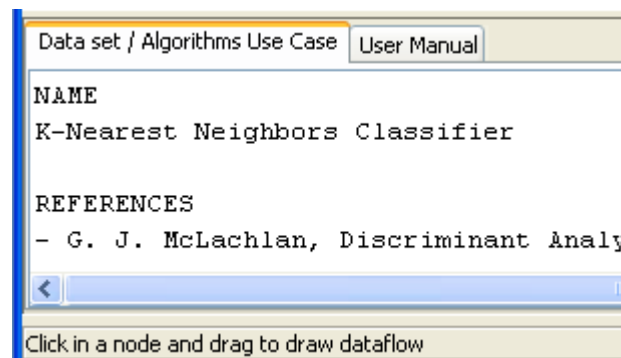 Data set / Algorithms Use Case User Manual
NAME
K-Nearest Neighbors Classifier
REFERENCES
- G. J. McLachlan, Discriminant Analy
Click in a node and drag to draw dataflow